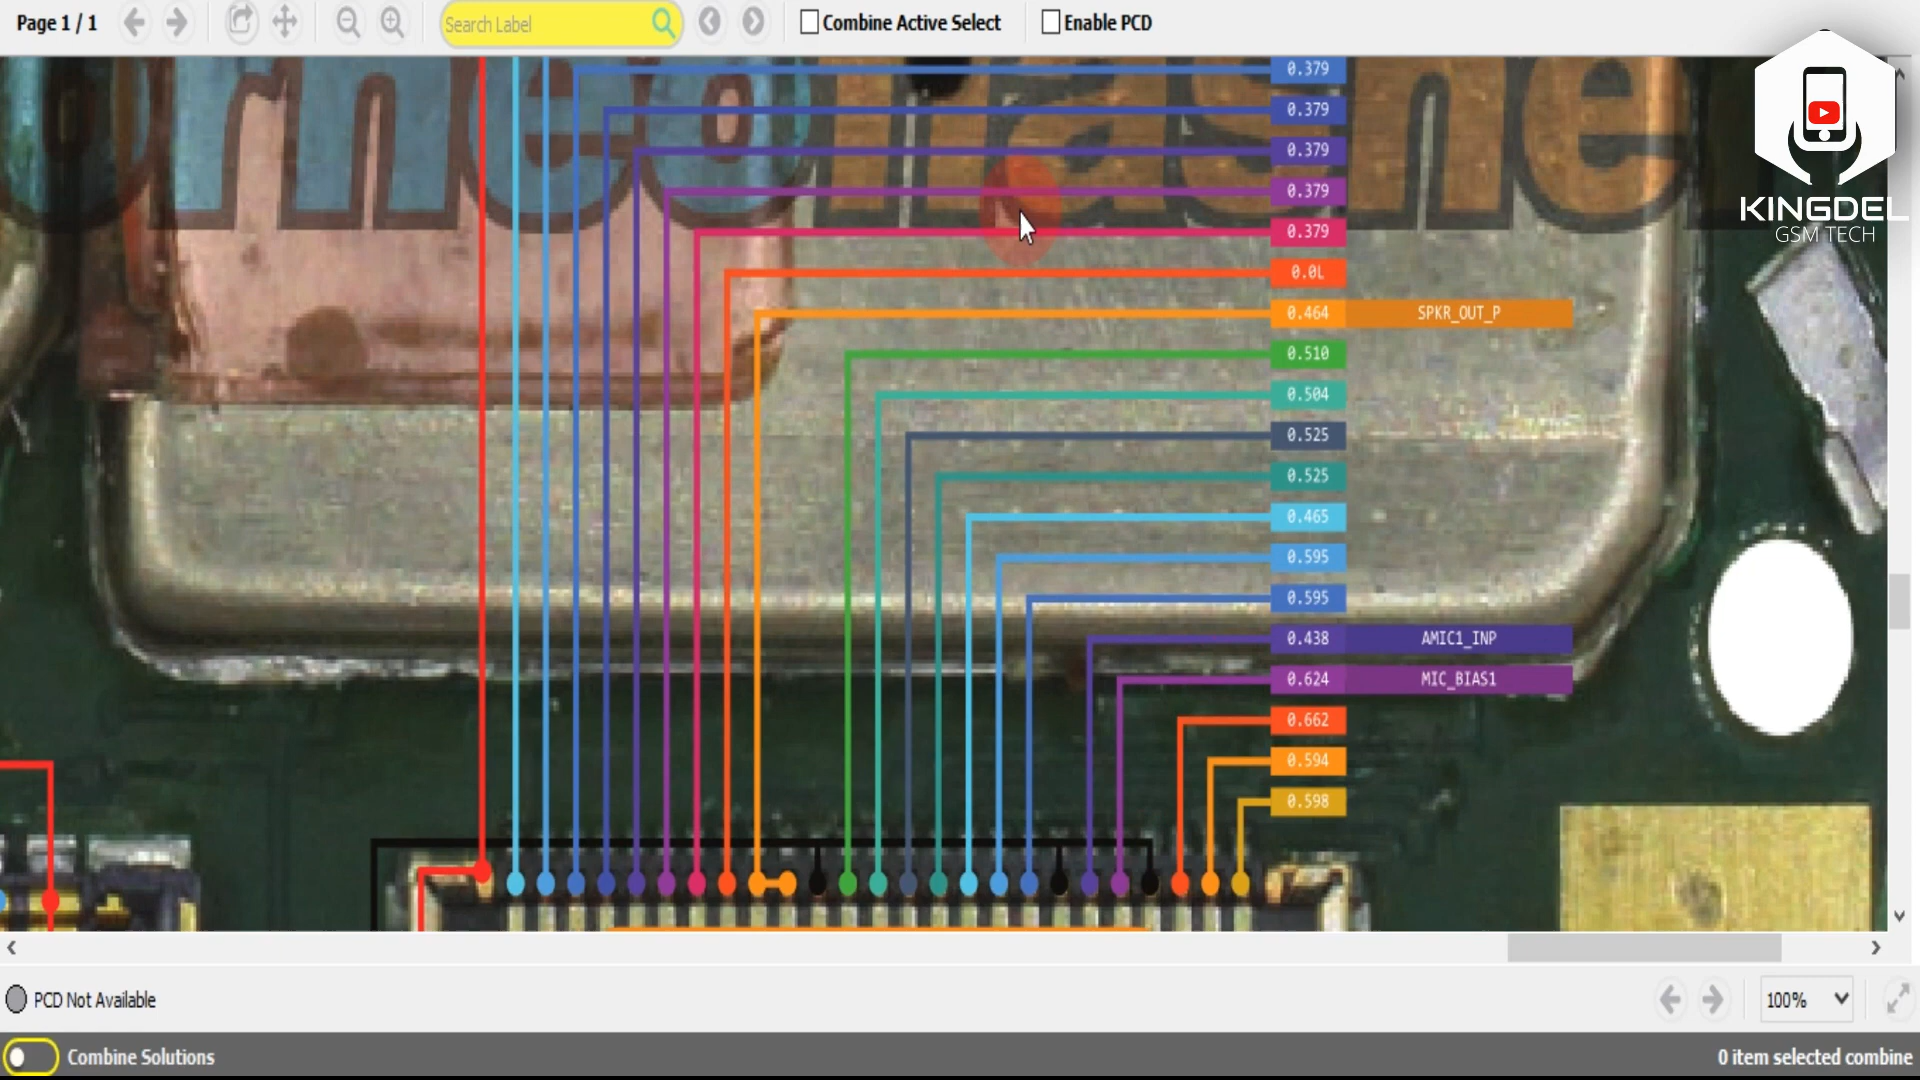 Page 1 / 1
Search Label
Combine Active Select
Enable PCD
KINGDEL
GSM TECH
0.379
0.379
0.379
0.379
0.379
0.0L
0.464 SPKR_OUT_P
0.510
0.504
0.525
0.525
0.465
0.595
0.595
0.438 AMIC1_INP
0.624 MIC_BIAS1
0.662
0.594
0.598
PCD Not Available
100%
Combine Solutions
0 item selected combine